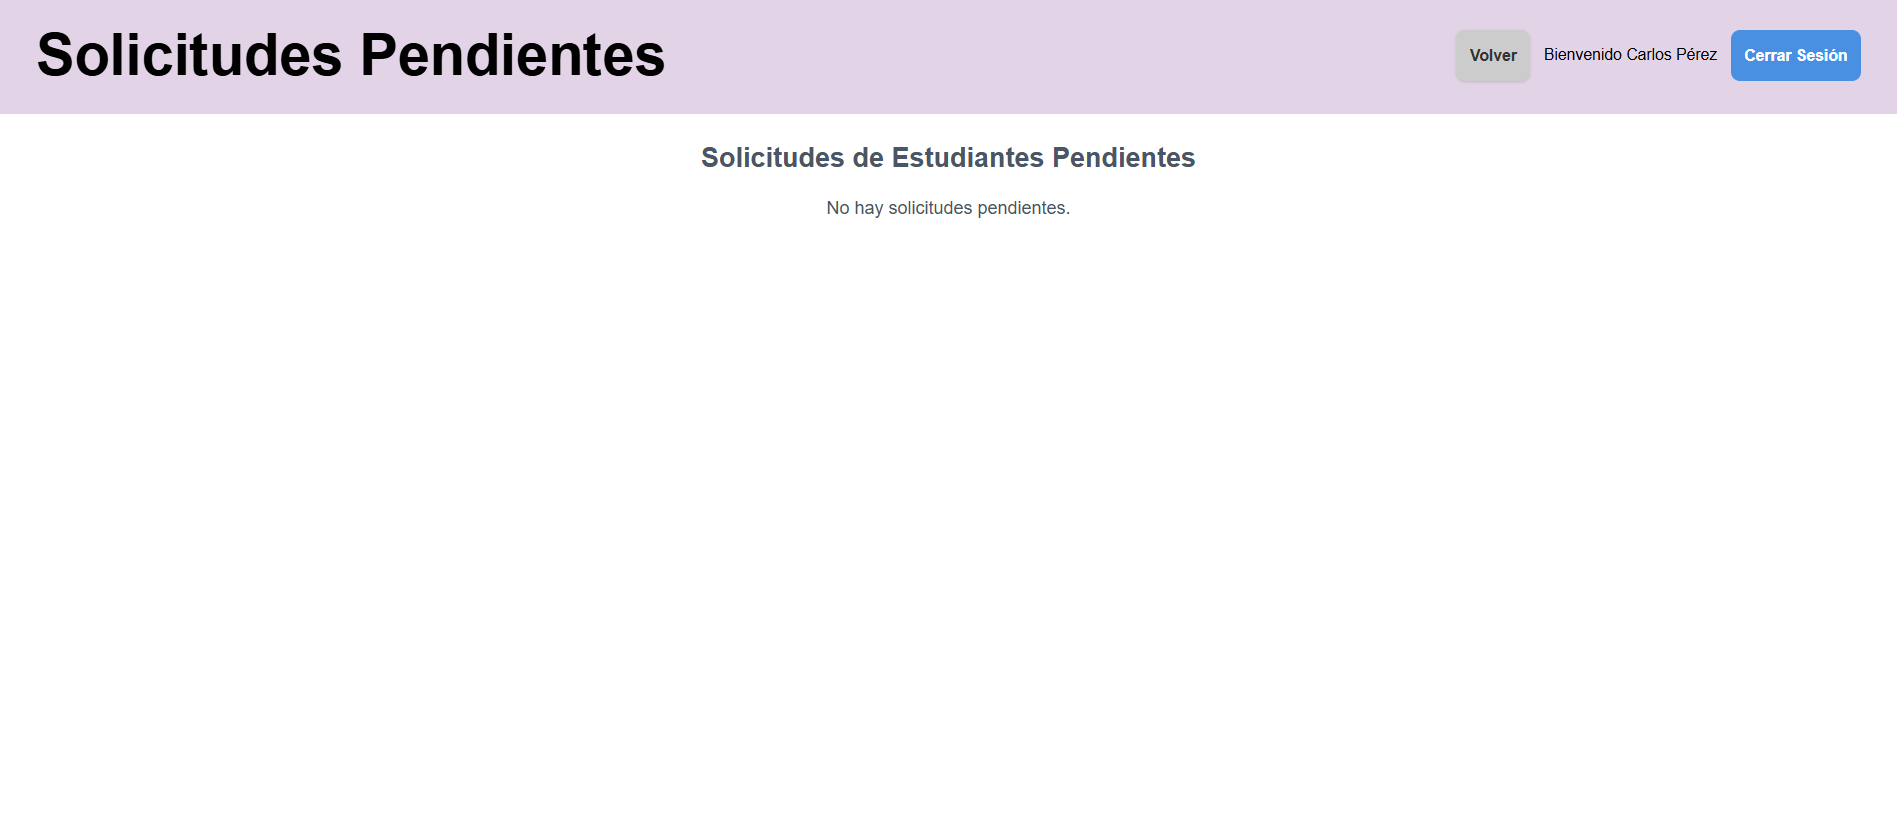 Solicitudes Pendientes
Volver
Bienvenido Carlos Pérez
Cerrar Sesión
Solicitudes de Estudiantes Pendientes
No hay solicitudes pendientes.